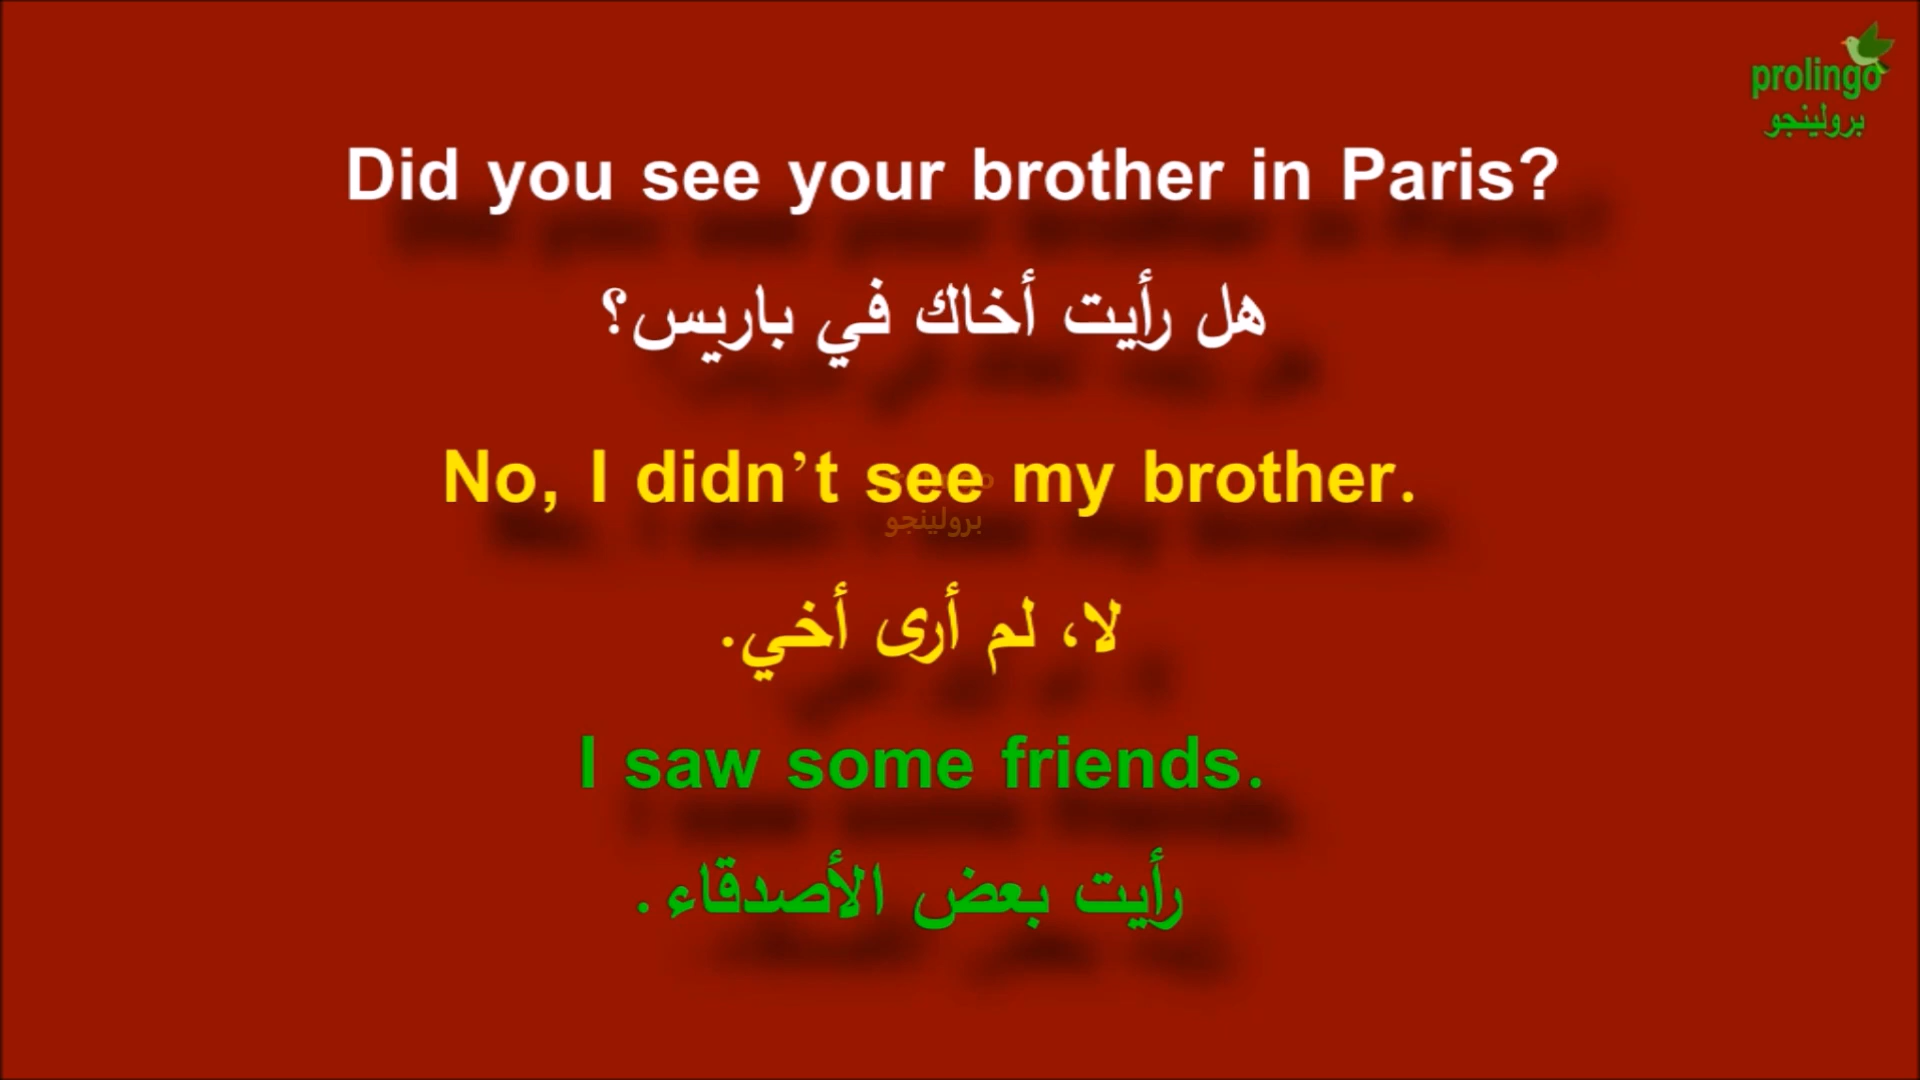 prolingo
برولينجو
Did you see your brother in Paris?
هل رأيت أخاك في باريس؟
No, I didn’t see my brother.
برولينجو
لا، لم أرى أخي.
I saw some friends.
رأيت بعض الأصدقاء.